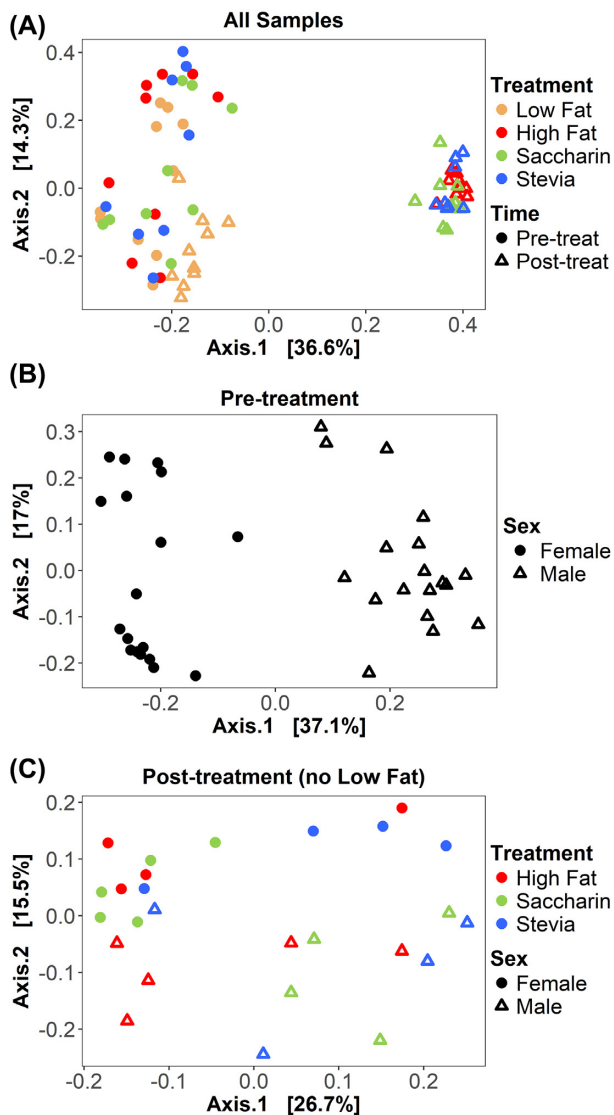 (A)
All Samples
0.4
0.2
0.0
-0.2
Axis.2 [14.3%]
-0.2
0.0
0.2
0.4
Axis.1 [36.6%]
Treatment
Low Fat
High Fat
Saccharin
Stevia
Time
Pre-treat
Post-treat
(B)
Pre-treatment
0.3
0.2
0.1
0.0
-0.1
-0.2
Axis.2 [17%]
-0.2
0.0
0.2
Axis.1 [37.1%]
Sex
Female
Male
(C)
Post-treatment (no Low Fat)
0.2
0.1
0.0
-0.1
-0.2
Axis.2 [15.5%]
-0.2
-0.1
0.0
0.1
0.2
Axis.1 [26.7%]
Treatment
High Fat
Saccharin
Stevia
Sex
Female
Male